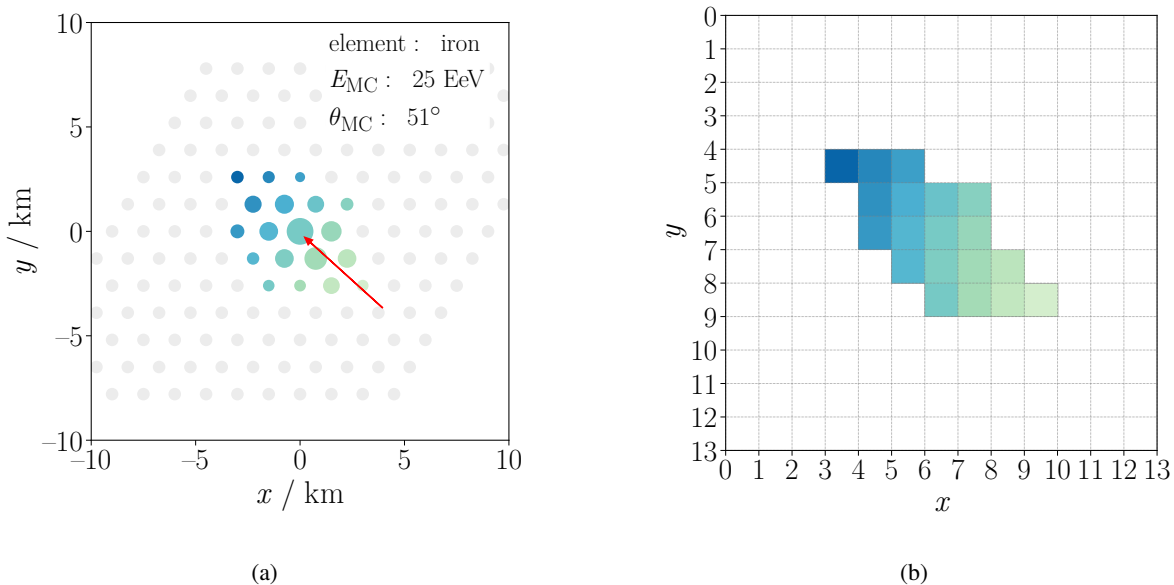 element : iron
E_MC : 25 EeV
θ_MC : 51°
10
5
0
−5
−10
−10
−5
0
5
10
y / km
x / km
(a)
0
1
2
3
4
5
6
7
8
9
10
11
12
13
0 1 2 3 4 5 6 7 8 9 10 11 12 13
y
x
(b)